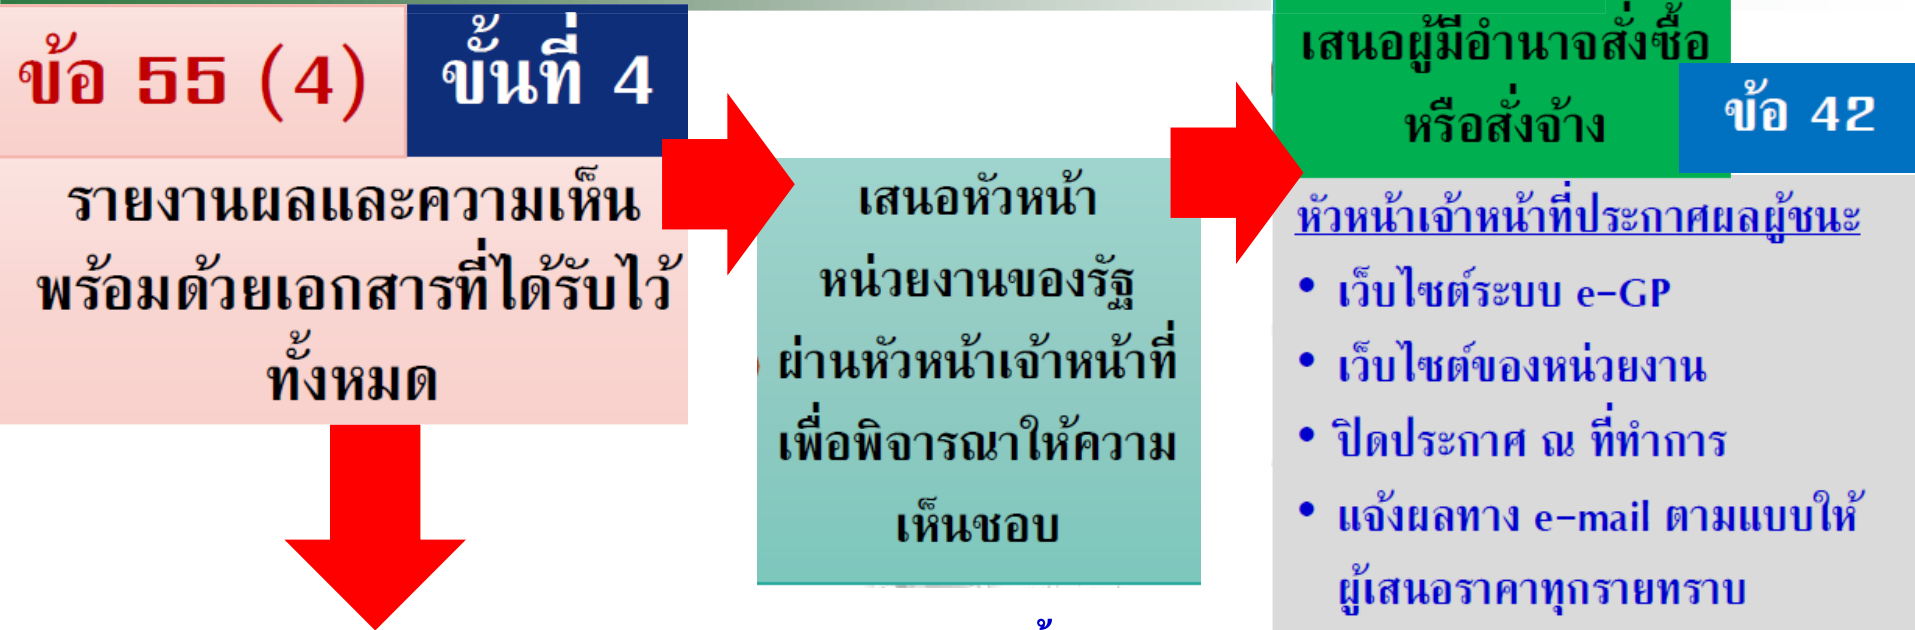 ข้อ 55 (4)
ขั้นที่ 4
รายงานผลและความเห็น
พร้อมด้วยเอกสารที่ได้รับไว้
ทั้งหมด
เสนอหัวหน้า
หน่วยงานของรัฐ
ผ่านหัวหน้าเจ้าหน้าที่
เพื่อพิจารณาให้ความ
เห็นชอบ
เสนอผู้มีอำนาจสั่งซื้อ
หรือสั่งจ้าง
ข้อ 42
หัวหน้าเจ้าหน้าที่ประกาศผลผู้ชนะ
• เว็บไซต์ระบบ e-GP
• เว็บไซต์ของหน่วยงาน
• ปิดประกาศ ณ ที่ทำการ
• แจ้งผลทาง e-mail ตามแบบให้
ผู้เสนอราคาทุกรายทราบ